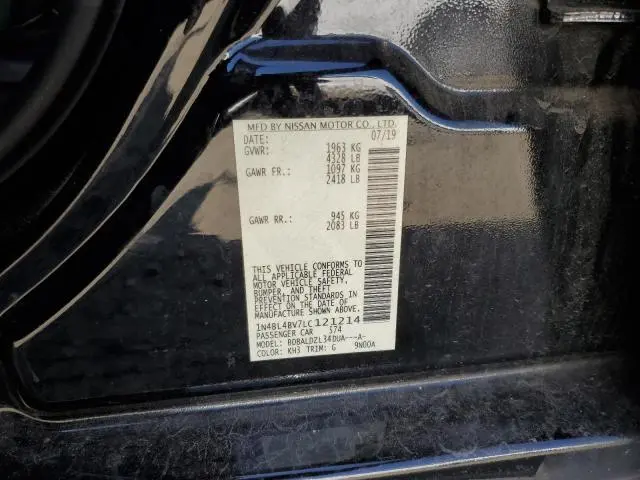 MFD BY NISSAN MOTOR CO., LTD.
DATE: 07/19
GVWR: 1963 KG
4328 LB
GAWR FR.: 1097 KG
2418 LB
GAWR RR.: 945 KG
2083 LB
THIS VEHICLE CONFORMS TO
ALL APPLICABLE FEDERAL
MOTOR VEHICLE SAFETY,
BUMPER, AND THEFT
PREVENTION STANDARDS IN
EFFECT ON THE DATE OF
MANUFACTURE SHOWN ABOVE.
1N4BL4BV7LC121214
PASSENGER CAR 574
MODEL: BDBALDZL34DUA---A-
COLOR: KH3 TRIM: G 9N00A